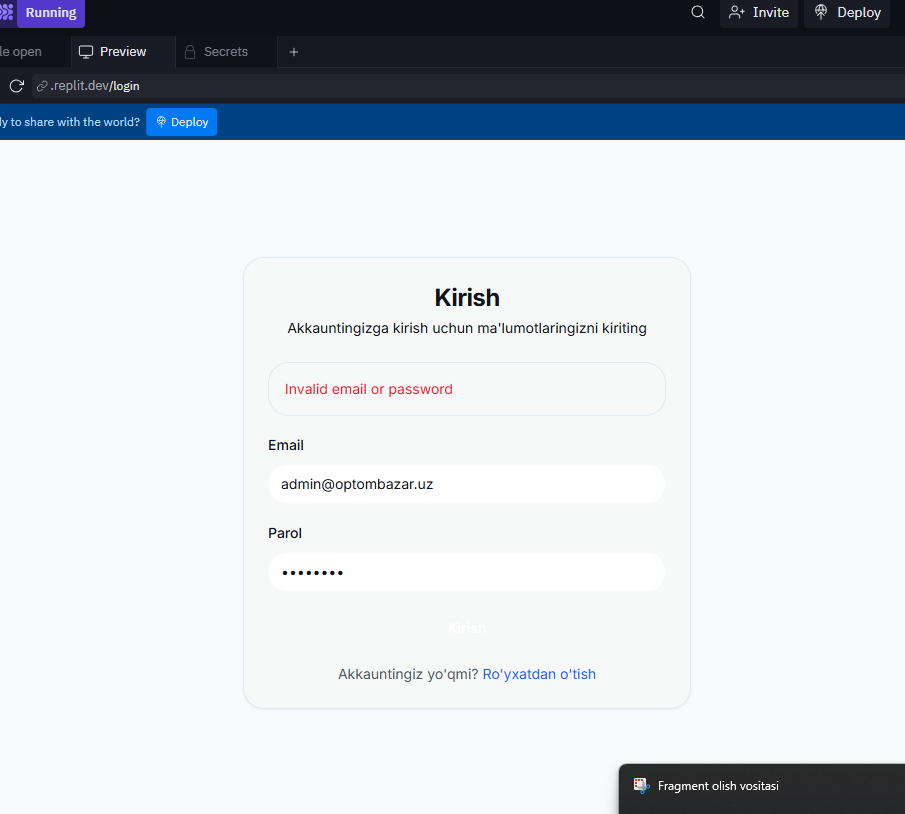 Running
Invite
Deploy
le open
Preview
Secrets
.replit.dev/login
ly to share with the world?
Deploy
Kirish
Akkauntingizga kirish uchun ma'lumotlaringizni kiriting
Invalid email or password
Email
admin@optombazar.uz
Parol
Kirish
Akkauntingiz yo'qmi? Ro'yxatdan o'tish
Fragment olish vositasi